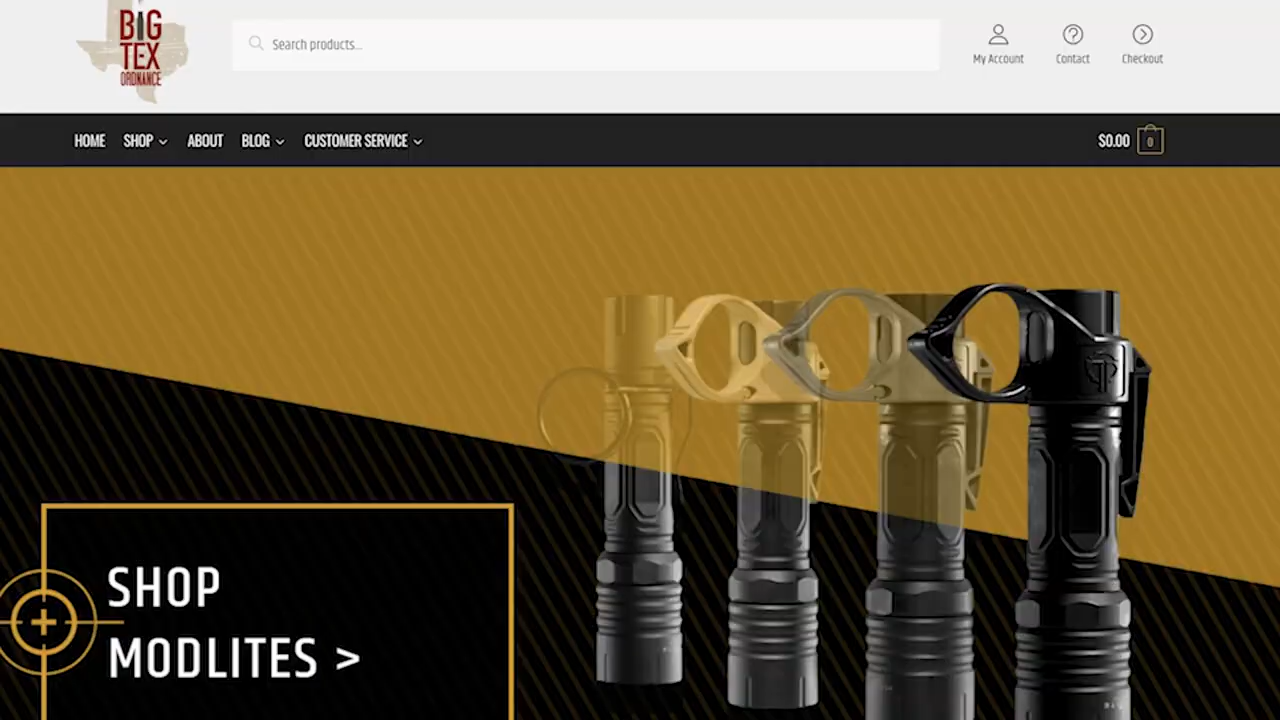 BIG
TEX
ORDNANCE
Search products...
My Account
Contact
Checkout
HOME
SHOP
ABOUT
BLOG
CUSTOMER SERVICE
$0.00
0
SHOP
MODLITES >